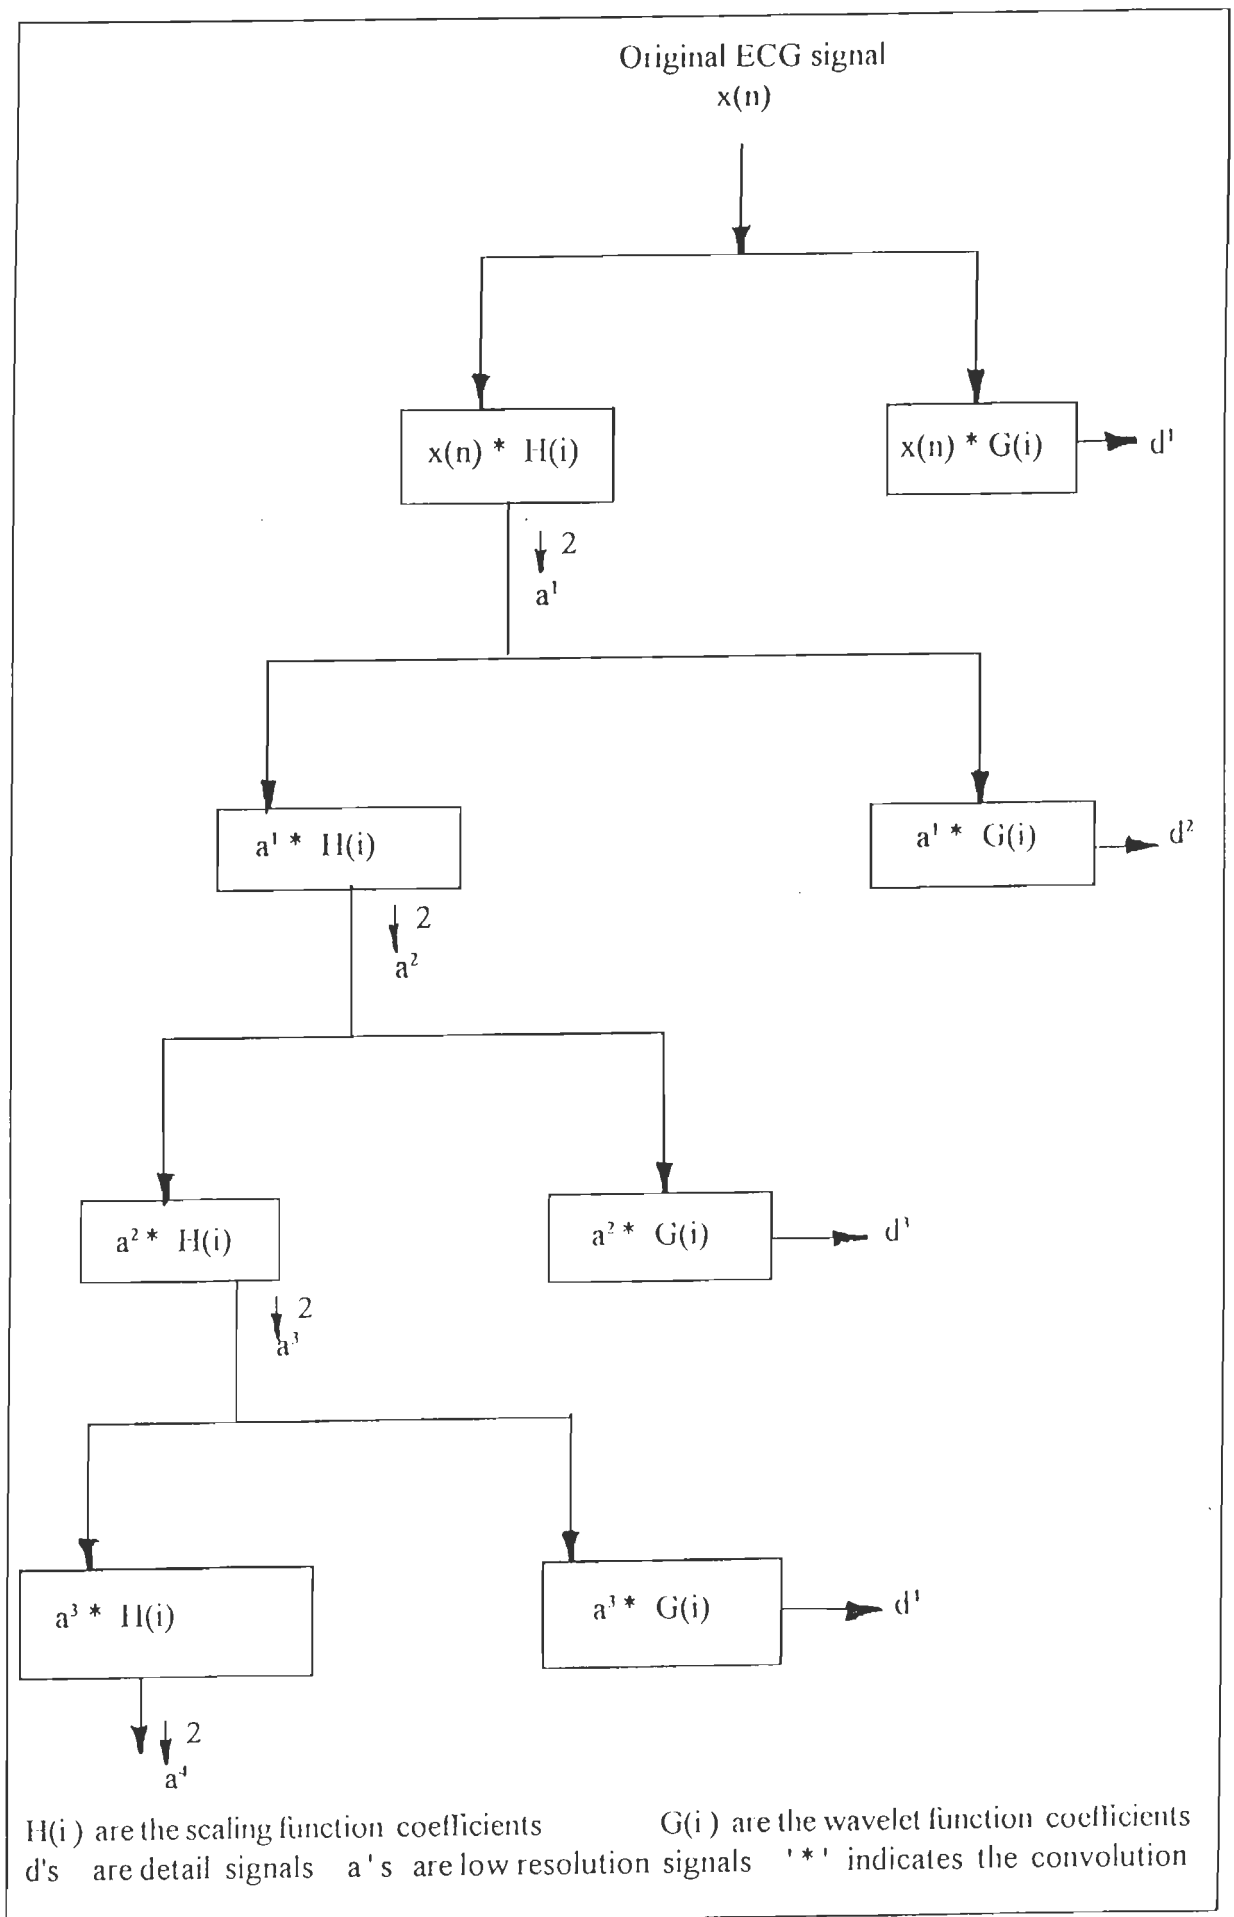 Original ECG signal
x(n)
x(n) * H(i)
x(n) * G(i)
d¹
↓ 2
a¹
a¹ * H(i)
a¹ * G(i)
d²
↓ 2
a²
a² * H(i)
a² * G(i)
d³
↓ 2
a³
a³ * H(i)
a³ * G(i)
d⁴
↓ 2
a⁴
H(i) are the scaling function coefficients G(i) are the wavelet function coefficients
d's are detail signals a's are low resolution signals '*' indicates the convolution